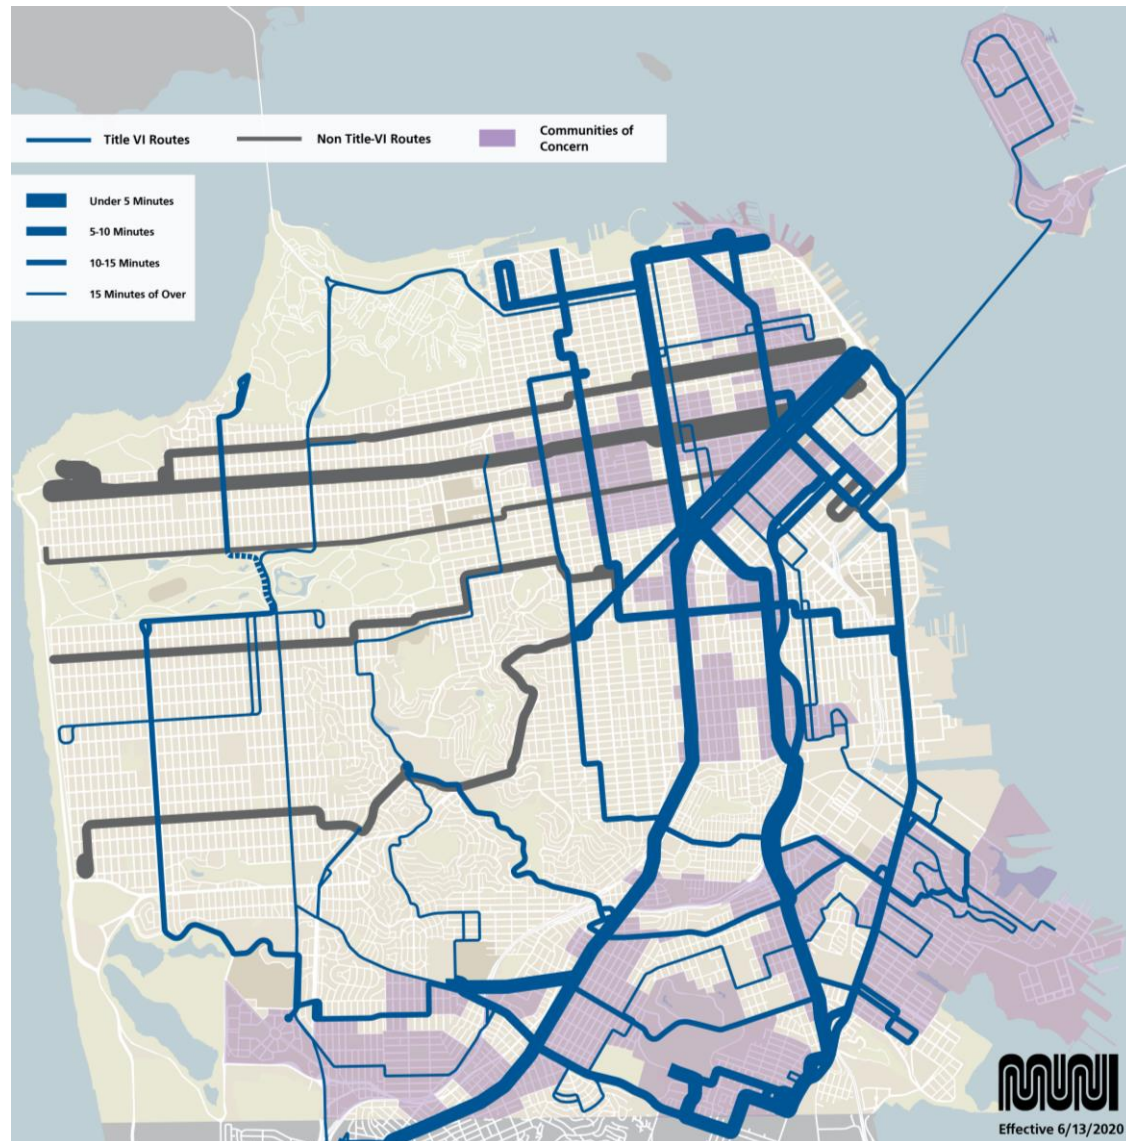 Title VI Routes
Non Title-VI Routes
Communities of
Concern
Under 5 Minutes
5-10 Minutes
10-15 Minutes
15 Minutes of Over
MUNI
Effective 6/13/2020